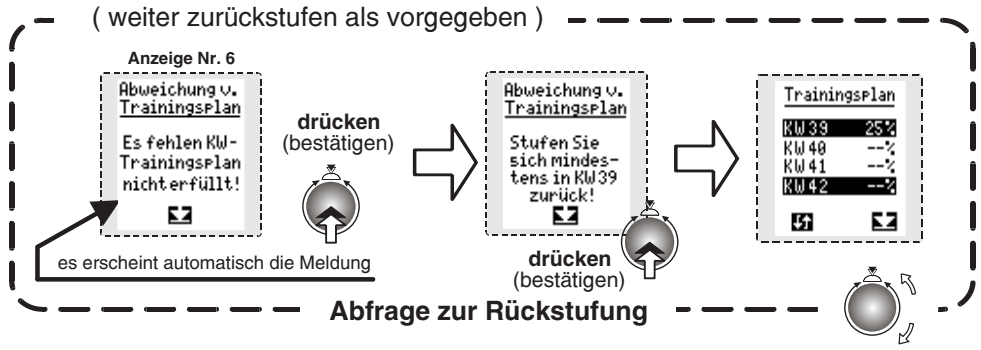 ( weiter zurückstufen als vorgegeben )
Anzeige Nr. 6
Abweichung v.
Trainingsplan
Es fehlen KW-
Trainingsplan
nicht erfüllt!
drücken
(bestätigen)
Abweichung v.
Trainingsplan
Stufen Sie
sich mindes-
tens in KW39
zurück!
drücken
(bestätigen)
Trainingsplan
KW39 25%
KW40 --%
KW41 --%
KW42 --%
es erscheint automatisch die Meldung
Abfrage zur Rückstufung